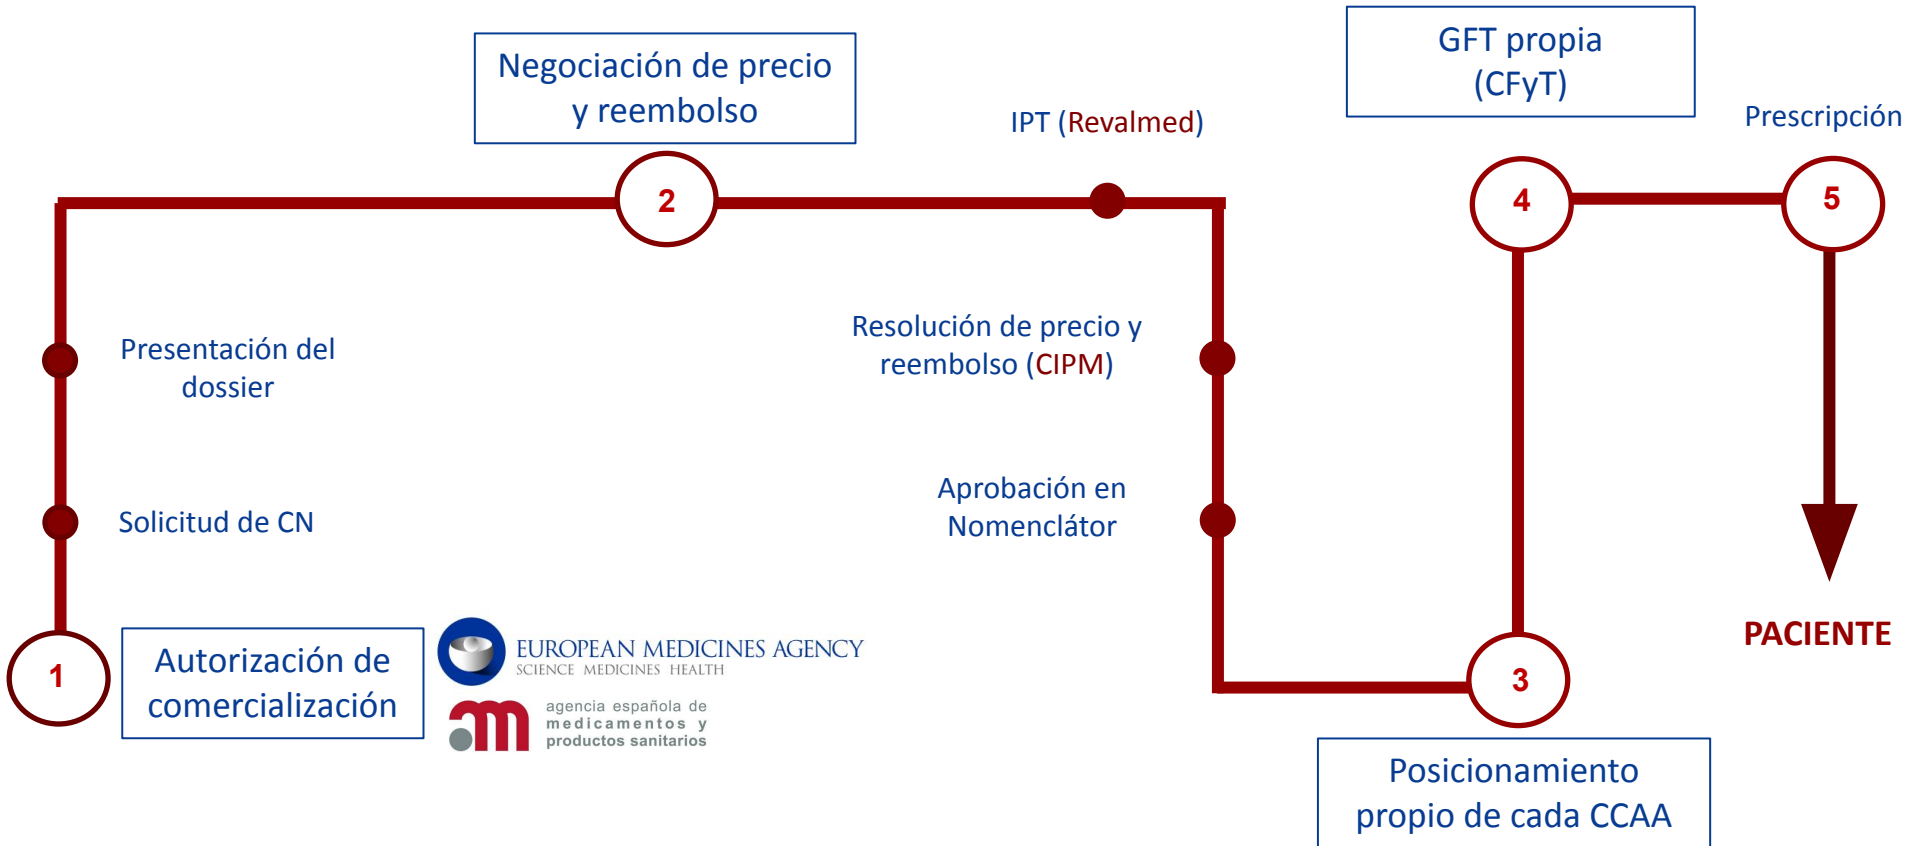 1
Autorización de
comercialización
EUROPEAN MEDICINES AGENCY
SCIENCE MEDICINES HEALTH
am
agencia española de
medicamentos y
productos sanitarios
Solicitud de CN
Presentación del
dossier
Negociación de precio
y reembolso
2
IPT (Revalmed)
Resolución de precio y
reembolso (CIPM)
Aprobación en
Nomenclátor
3
Posicionamiento
propio de cada CCAA
GFT propia
(CFyT)
4
Prescripción
5
PACIENTE